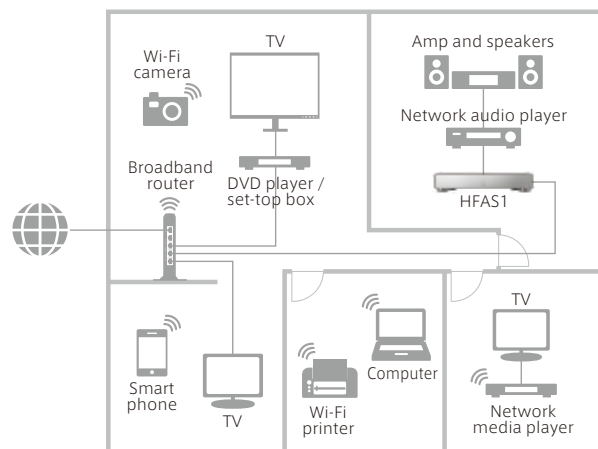 TV
Wi-Fi
camera
Amp and speakers
Network audio player
Broadband
router
DVD player /
set-top box
HFAS1
TV
Smart
phone
TV
Wi-Fi
printer
Computer
Network
media player